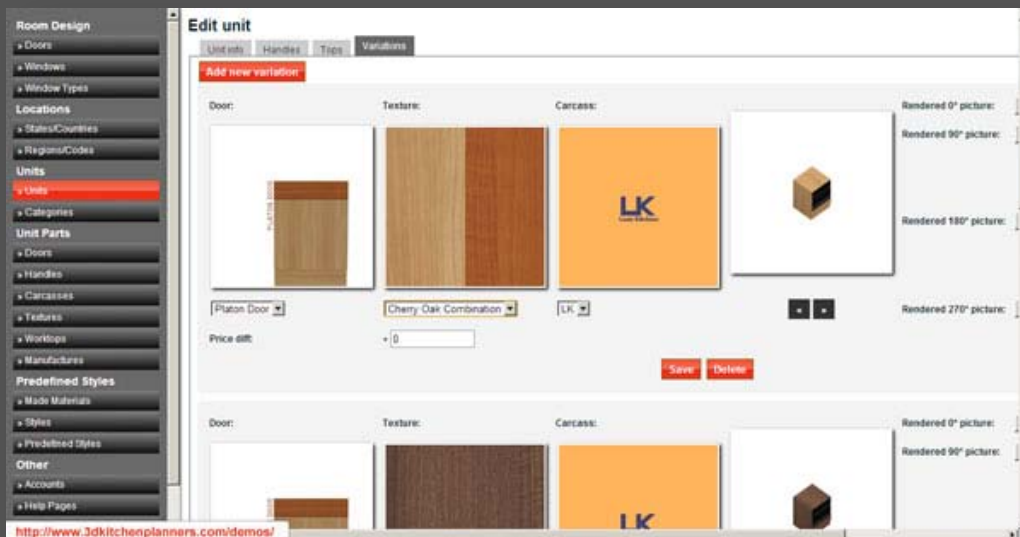 Room Design
» Doors
» Windows
» Window Types
Locations
» States/Countries
» Regions/Codes
Units
» Units
» Categories
Unit Parts
» Doors
» Handles
» Carcasses
» Textures
» Worktops
» Manufactures
Predefined Styles
» Made Materials
» Styles
» Predefined Styles
Other
» Accounts
» Help Pages
http://www.3dkitchenplanners.com/demos/
Edit unit
Unit info Handles Tops Variations
Add new variation
Door: Texture: Carcass: Rendered 0° picture:
Rendered 90° picture:
PLATON DOOR
LK
Rendered 180° picture:
Platon Door Cherry Oak Combination LK Rendered 270° picture:
Price diff: + 0
Save Delete
Door: Texture: Carcass: Rendered 0° picture:
Rendered 90° picture:
LK